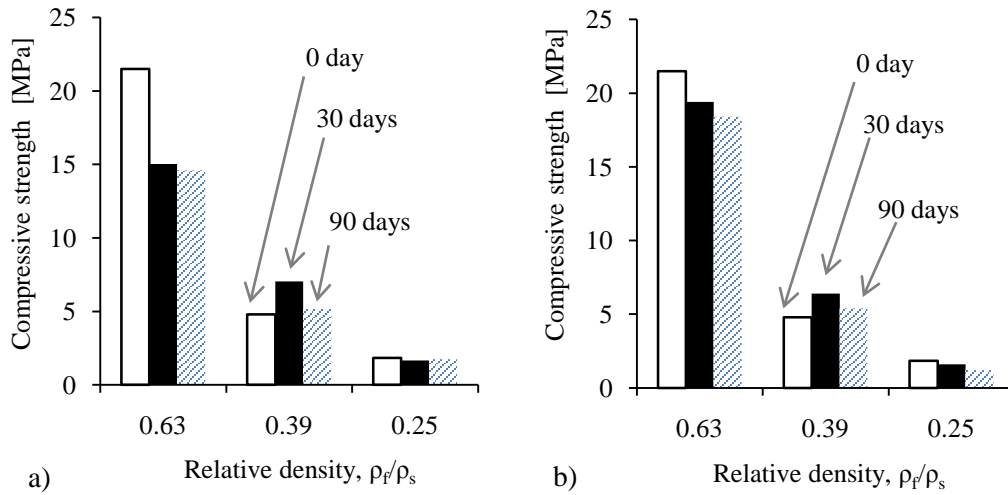 25
20
15
10
5
0
Compressive strength [MPa]
0 day
30 days
90 days
0.63 0.39 0.25
Relative density, ρf/ρs
a)
25
20
15
10
5
0
Compressive strength [MPa]
0 day
30 days
90 days
0.63 0.39 0.25
Relative density, ρf/ρs
b)